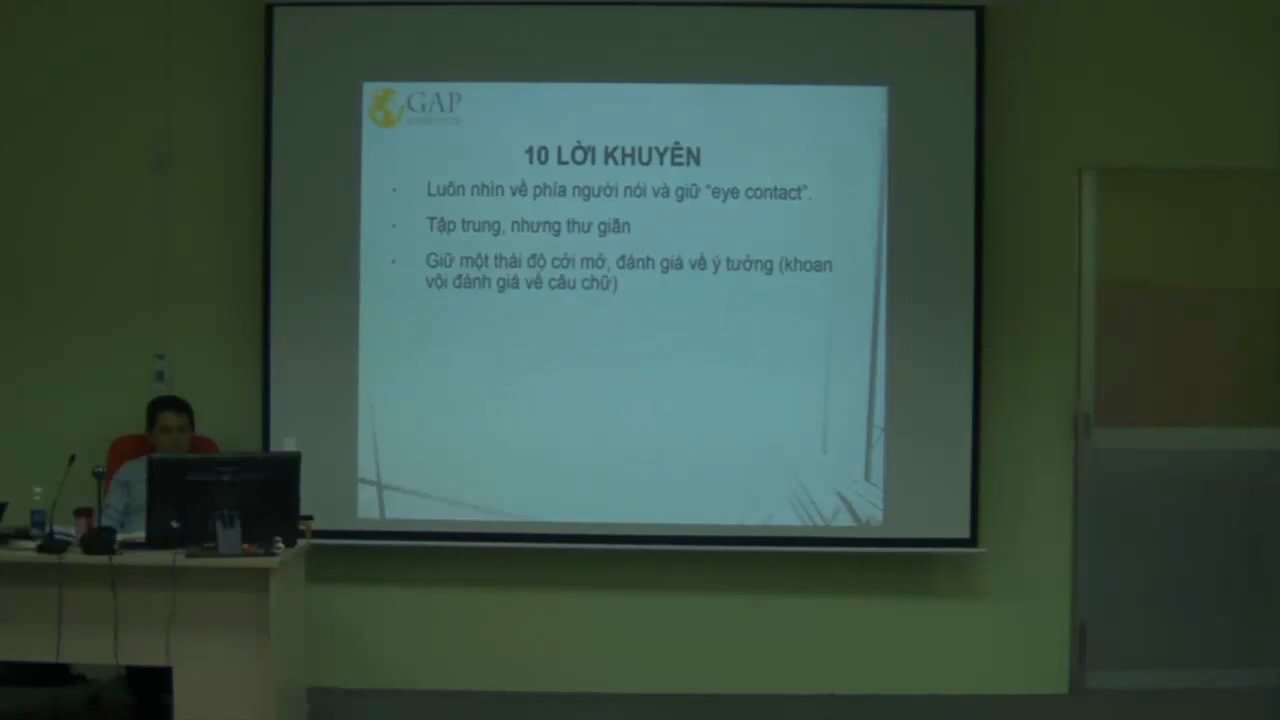 GAP
10 LỜI KHUYÊN
· Luôn nhìn về phía người nói và giữ “eye contact”.
· Tập trung, nhưng thư giãn
· Giữ một thái độ cởi mở, đánh giá về ý tưởng (khoan
vội đánh giá về câu chữ)